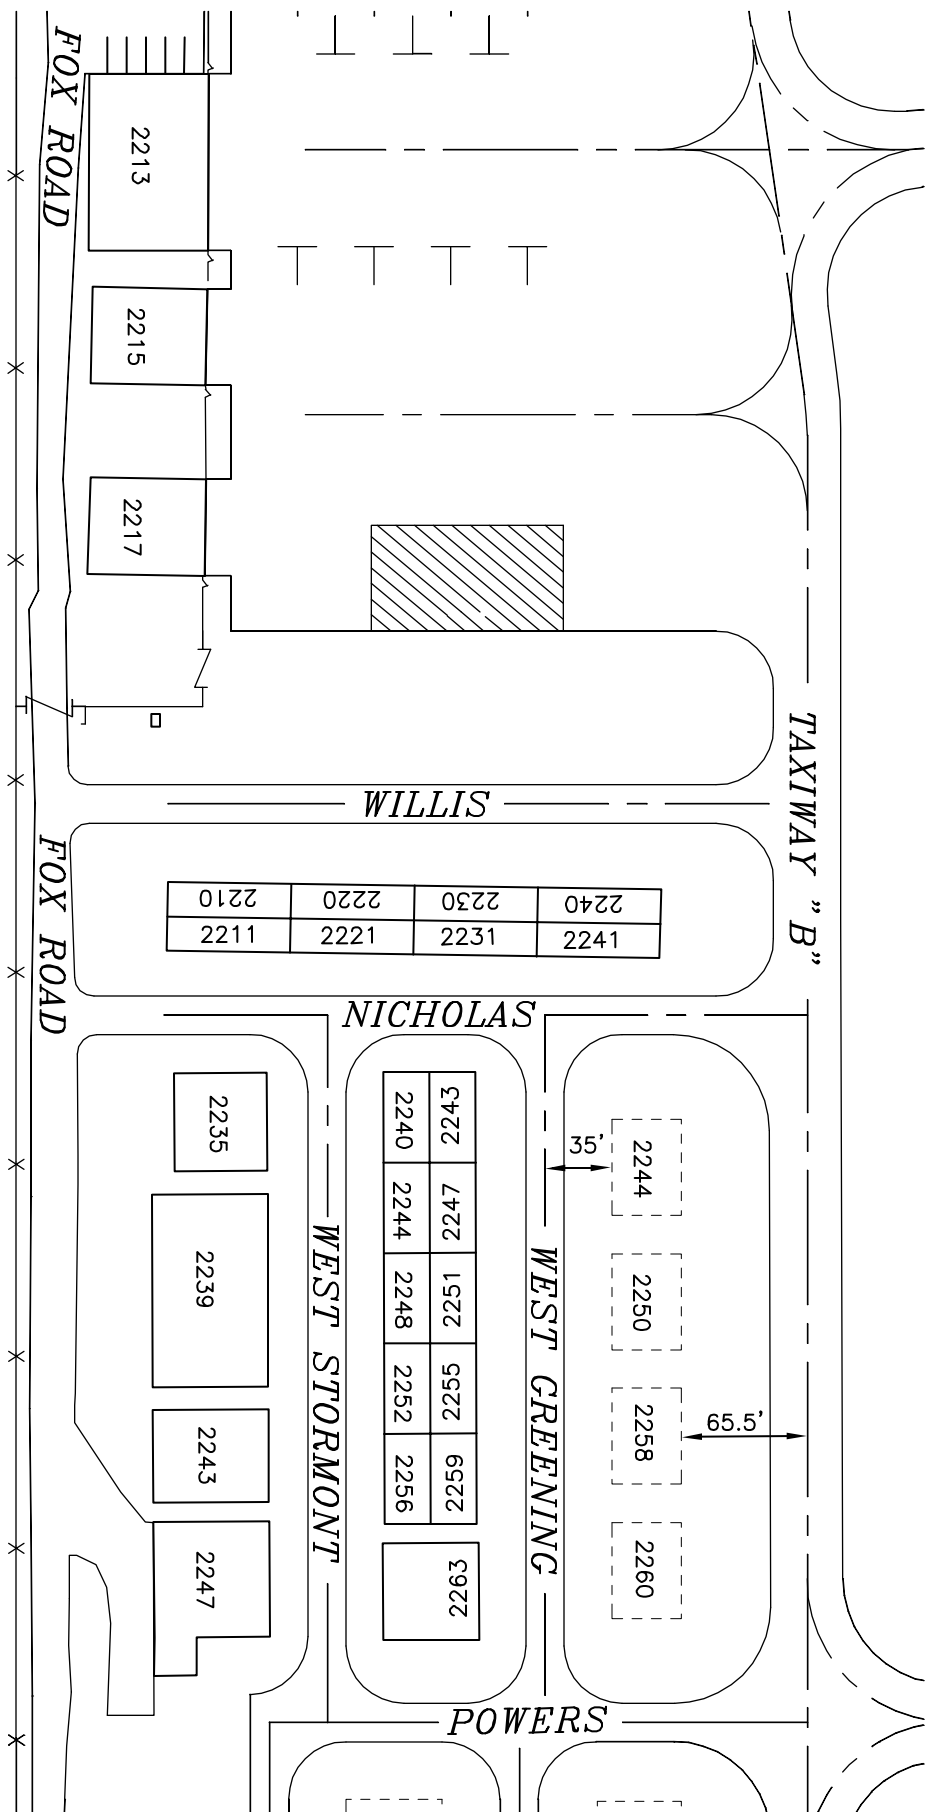 FOX ROAD
2213
2215
2217
TAXIWAY "B"
WILLIS
FOX ROAD
2210 2220 2230 2240
2211 2221 2231 2241
NICHOLAS
2235
2239
2243
2247
WEST STORMONT
2240 2243
2244 2247
2248 2251
2252 2255
2256 2259
2263
WEST GREENING
35'
2244
2250
2258
65.5'
2260
POWERS